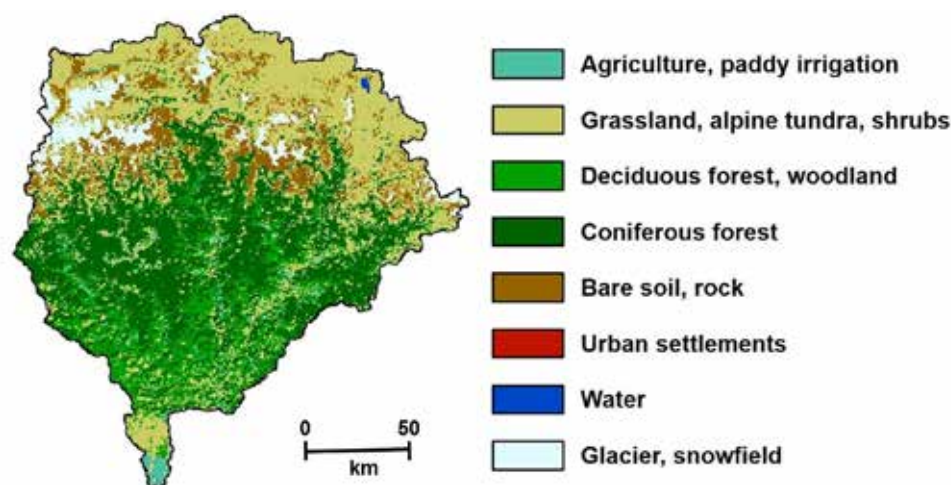 Agriculture, paddy irrigation
Grassland, alpine tundra, shrubs
Deciduous forest, woodland
Coniferous forest
Bare soil, rock
Urban settlements
Water
Glacier, snowfield
0 50
km